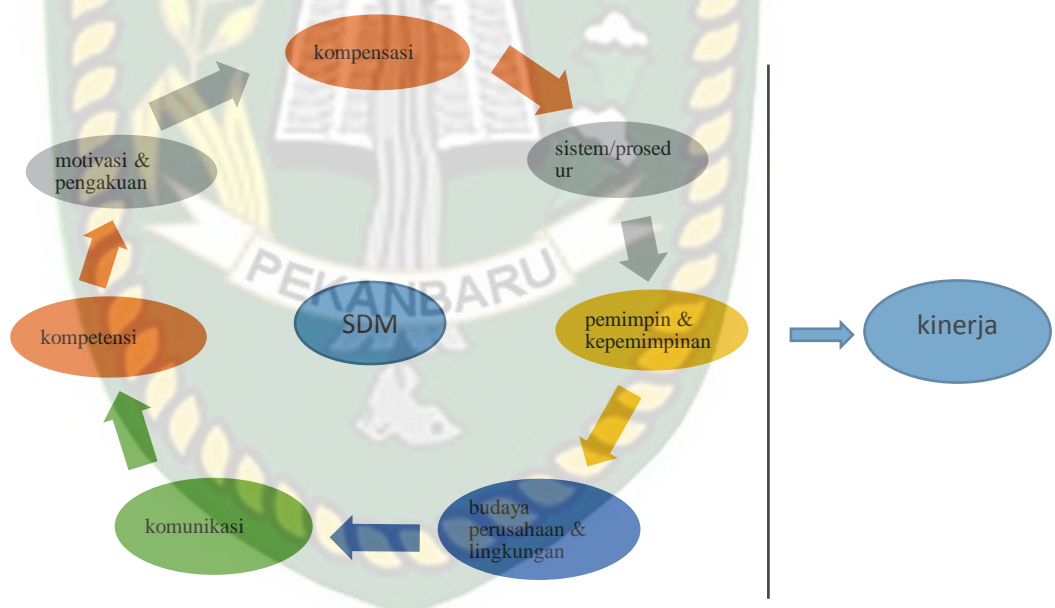 kompensasi
sistem/prosed
ur
motivasi &
pengakuan
PEKANBARU
SDM
pemimpin &
kepemimpinan
kinerja
kompetensi
budaya
perusahaan &
lingkungan
komunikasi